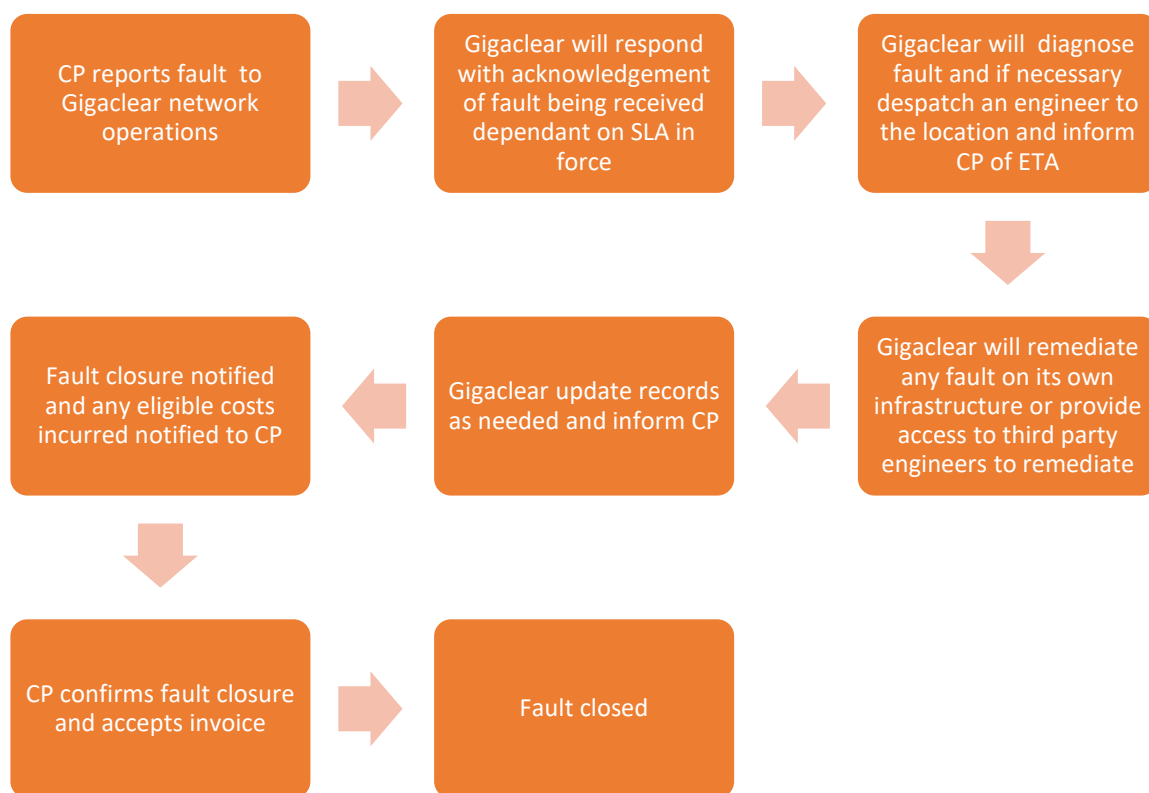 CP reports fault  to
Gigaclear network
operations
Gigaclear will respond
with acknowledgement
of fault being received
dependant on SLA in
force
Gigaclear will  diagnose
fault and if necessary
despatch an engineer to
the location and inform
CP of ETA
Gigaclear will remediate
any fault on its own
infrastructure or provide
access to third party
engineers to remediate
Gigaclear update records
as needed and inform CP
Fault closure notified
and any eligible costs
incurred notified to CP
CP confirms fault closure
and accepts invoice
Fault closed